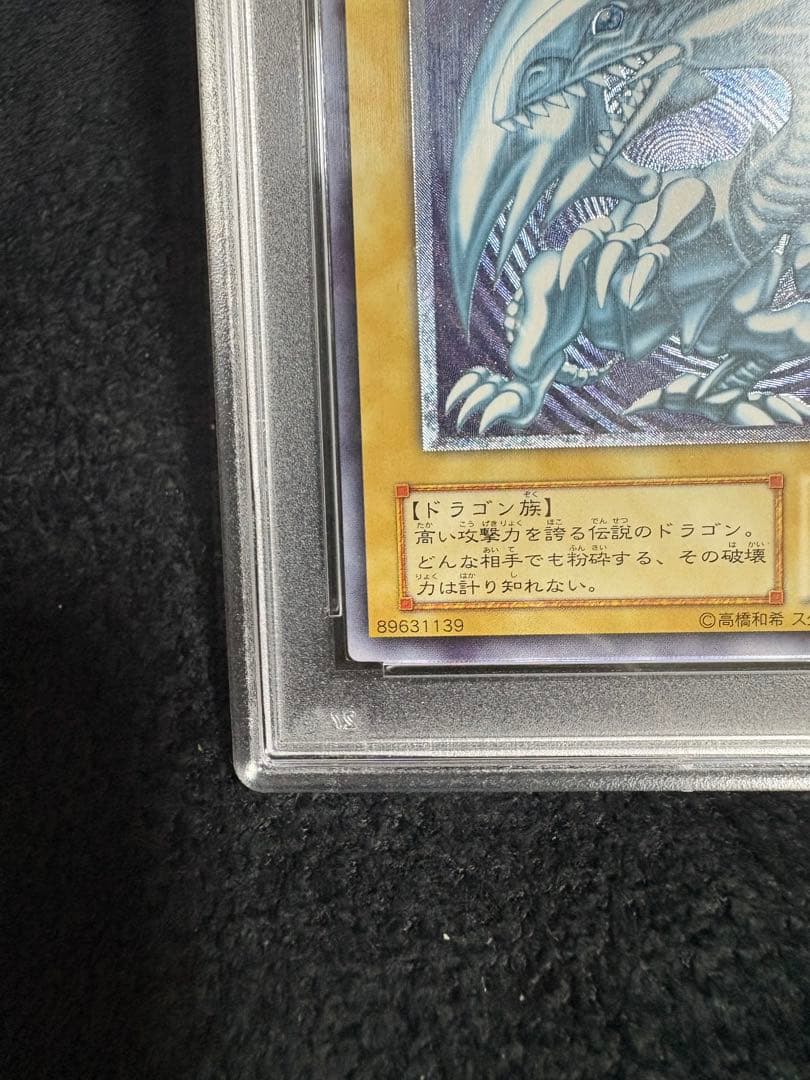 【ドラゴン族】
高い攻撃力を誇る伝説のドラゴン。
どんな相手でも粉砕する、その破壊
力は計り知れない。
89631139
©高橋和希 ス